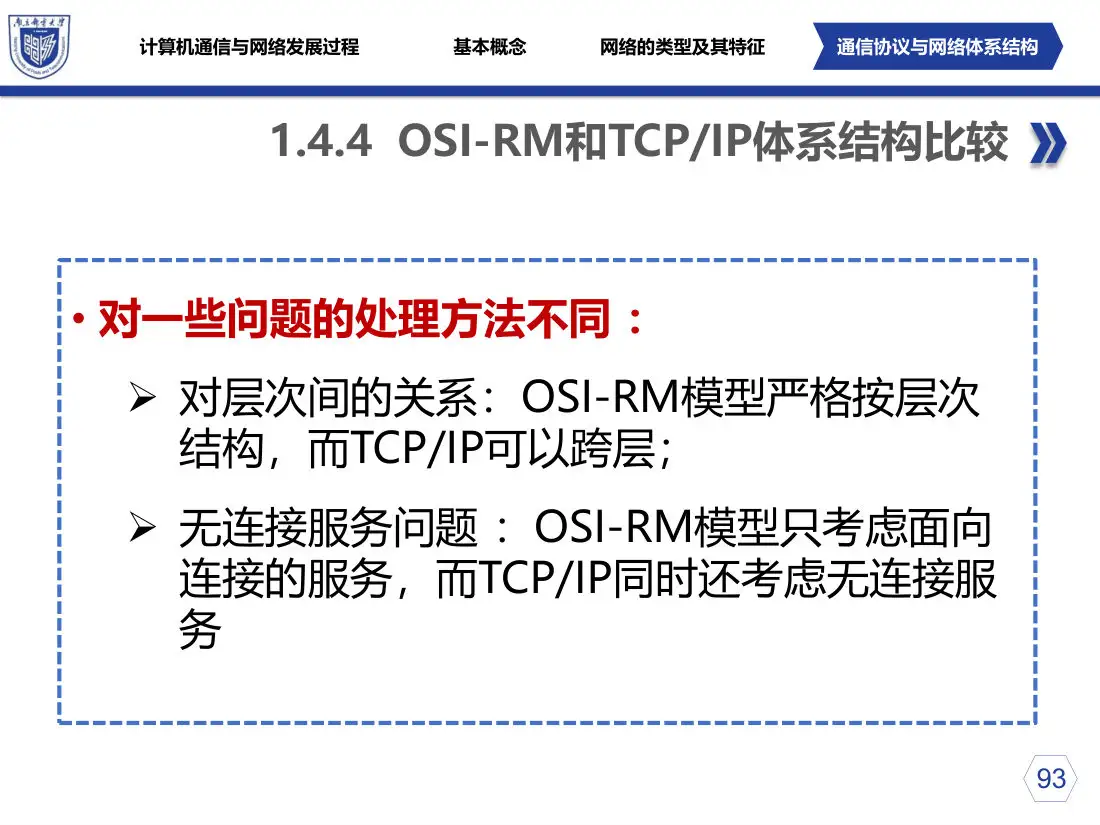 南京邮电大学
计算机通信与网络发展过程
基本概念
网络的类型及其特征
通信协议与网络体系结构
1.4.4 OSI-RM和TCP/IP体系结构比较
• 对一些问题的处理方法不同：
➢ 对层次间的关系：OSI-RM模型严格按层次
结构，而TCP/IP可以跨层；
➢ 无连接服务问题 ：OSI-RM模型只考虑面向
连接的服务，而TCP/IP同时还考虑无连接服
务
93